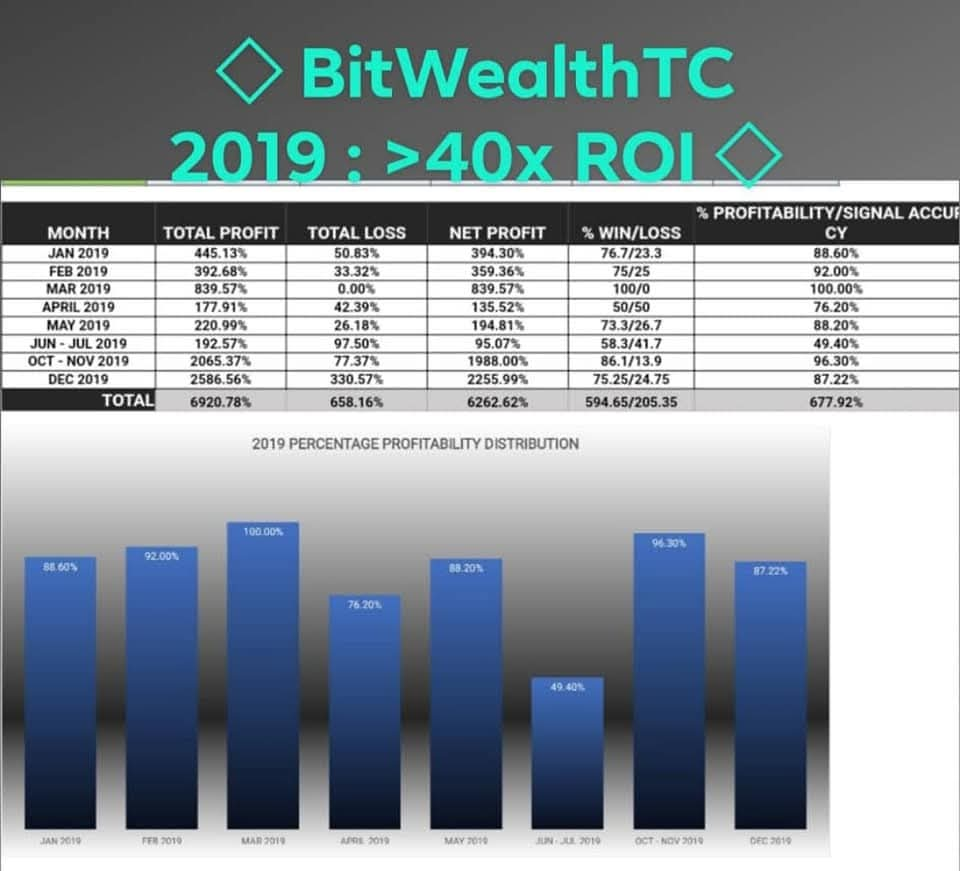 ◇ BitWealthTC
2019 : >40x ROI ◇
% PROFITABILITY/SIGNAL ACCUR
MONTH TOTAL PROFIT TOTAL LOSS NET PROFIT % WIN/LOSS CY
JAN 2019 445.13% 50.83% 394.30% 76.7/23.3 88.60%
FEB 2019 392.68% 33.32% 359.36% 75/25 92.00%
MAR 2019 839.57% 0.00% 839.57% 100/0 100.00%
APRIL 2019 177.91% 42.39% 135.52% 50/50 76.20%
MAY 2019 220.99% 26.18% 194.81% 73.3/26.7 88.20%
JUN - JUL 2019 192.57% 97.50% 95.07% 58.3/41.7 49.40%
OCT - NOV 2019 2065.37% 77.37% 1988.00% 86.1/13.9 96.30%
DEC 2019 2586.56% 330.57% 2255.99% 75.25/24.75 87.22%
TOTAL 6920.78% 658.16% 6262.62% 594.65/205.35 677.92%
2019 PERCENTAGE PROFITABILITY DISTRIBUTION
88.60% 92.00% 100.00% 76.20% 88.20% 49.40% 96.30% 87.22%
JAN 2019 FEB 2019 MAR 2019 APRIL 2019 MAY 2019 JUN - JUL 2019 OCT - NOV 2019 DEC 2019